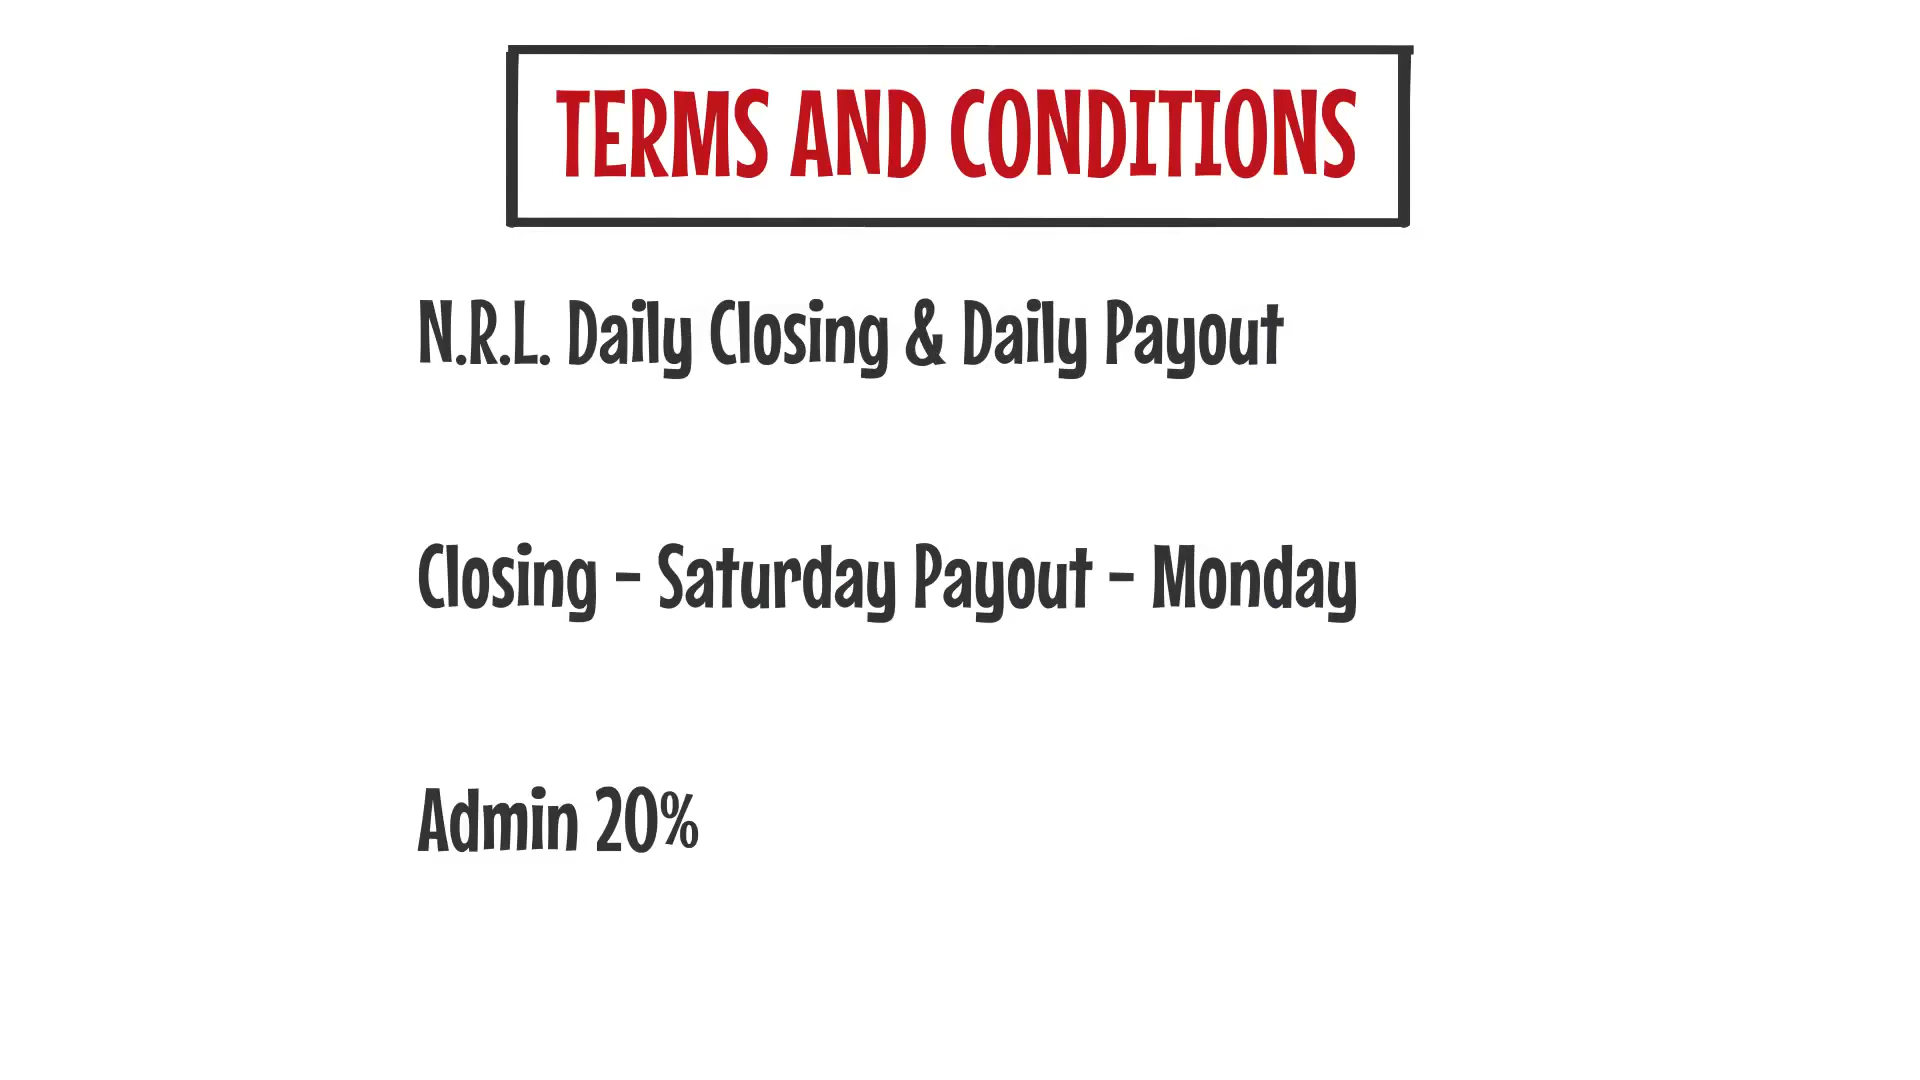 TERMS AND CONDITIONS
N.R.L. Daily Closing & Daily Payout
Closing - Saturday Payout - Monday
Admin 20%